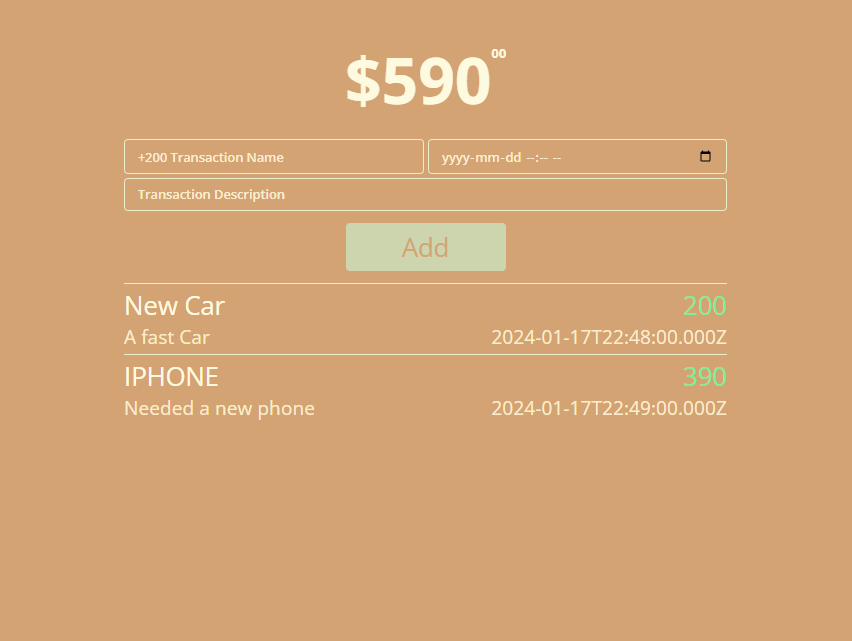 $590 00
+200 Transaction Name yyyy-mm-dd --:-- --
Transaction Description
Add
New Car 200
A fast Car 2024-01-17T22:48:00.000Z
IPHONE 390
Needed a new phone 2024-01-17T22:49:00.000Z